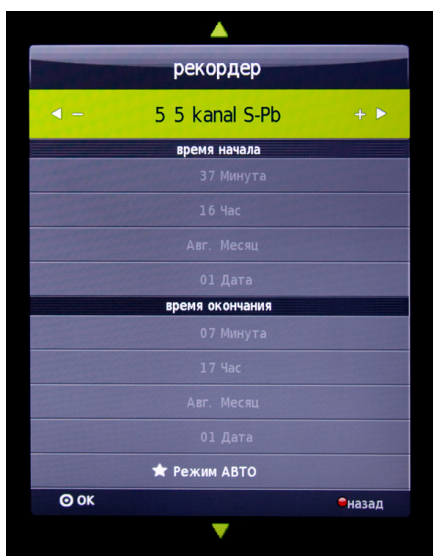 рекордер
− 5 5 kanal S-Pb +
время начала
37 Минута
16 Час
Авг. Месяц
01 Дата
время окончания
07 Минута
17 Час
Авг. Месяц
01 Дата
Режим АВТО
ОК назад